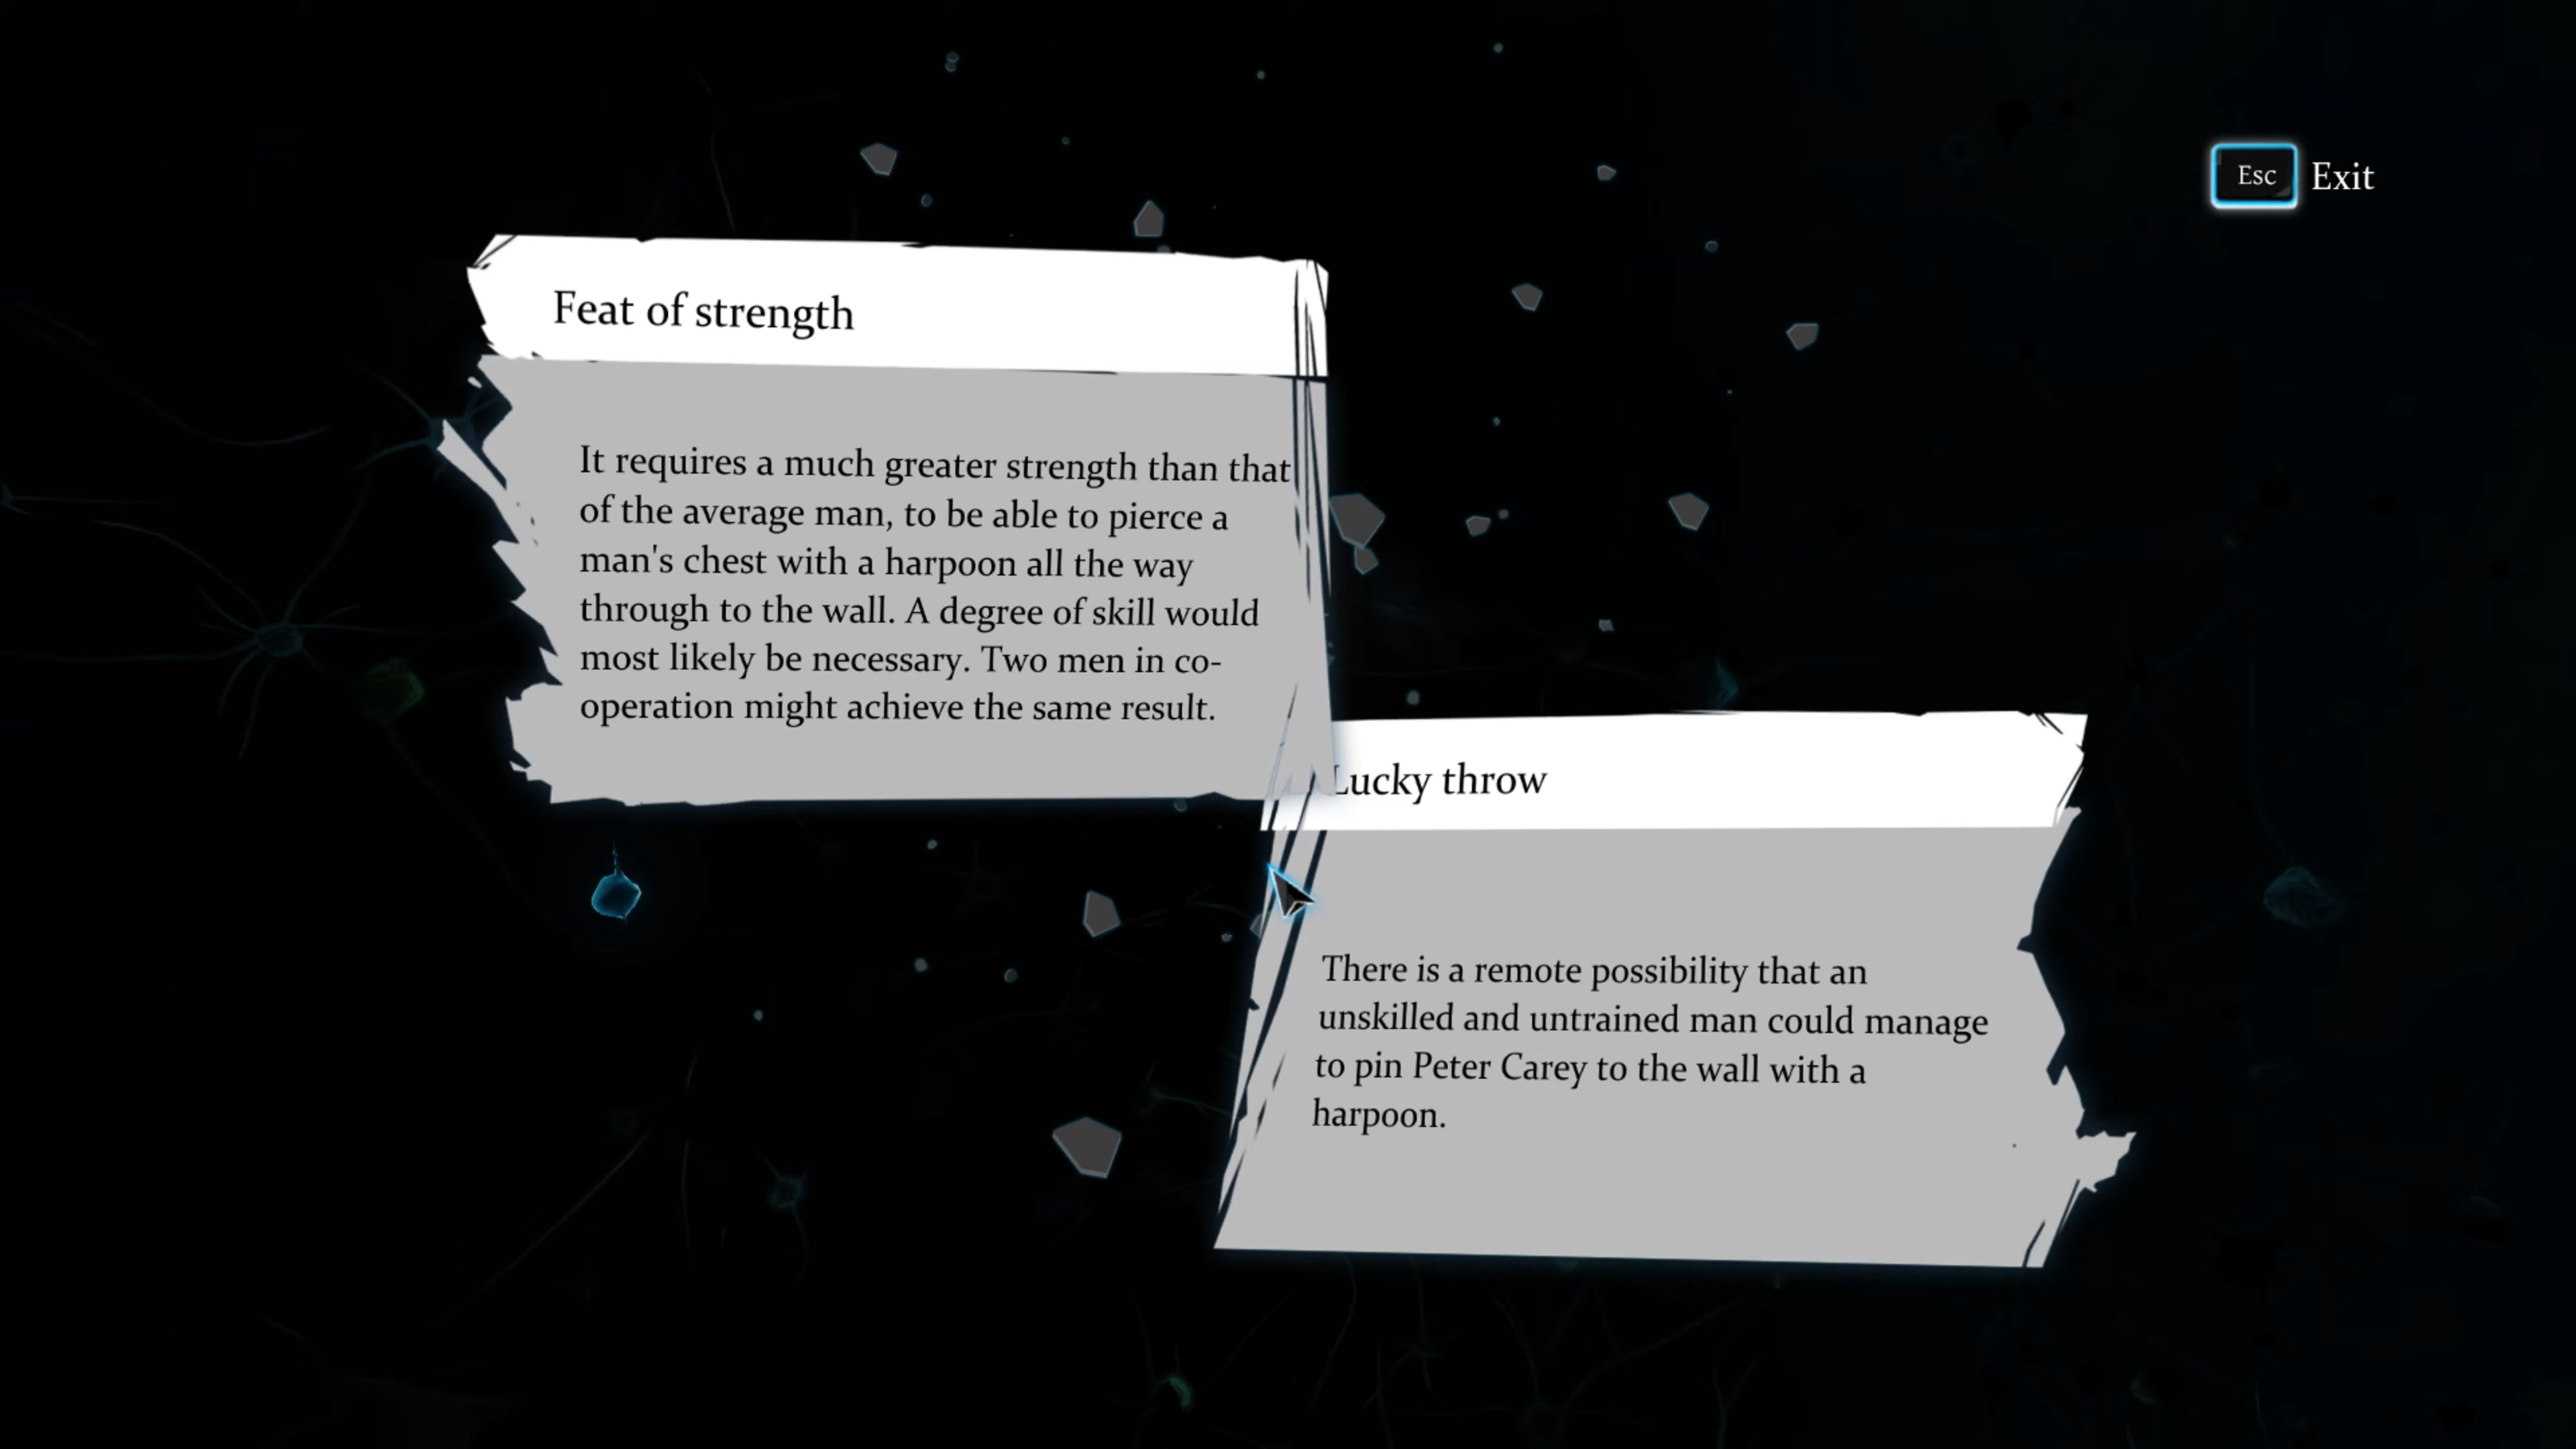 Esc Exit
Feat of strength
It requires a much greater strength than that
of the average man, to be able to pierce a
man's chest with a harpoon all the way
through to the wall. A degree of skill would
most likely be necessary. Two men in co-
operation might achieve the same result.
Lucky throw
There is a remote possibility that an
unskilled and untrained man could manage
to pin Peter Carey to the wall with a
harpoon.